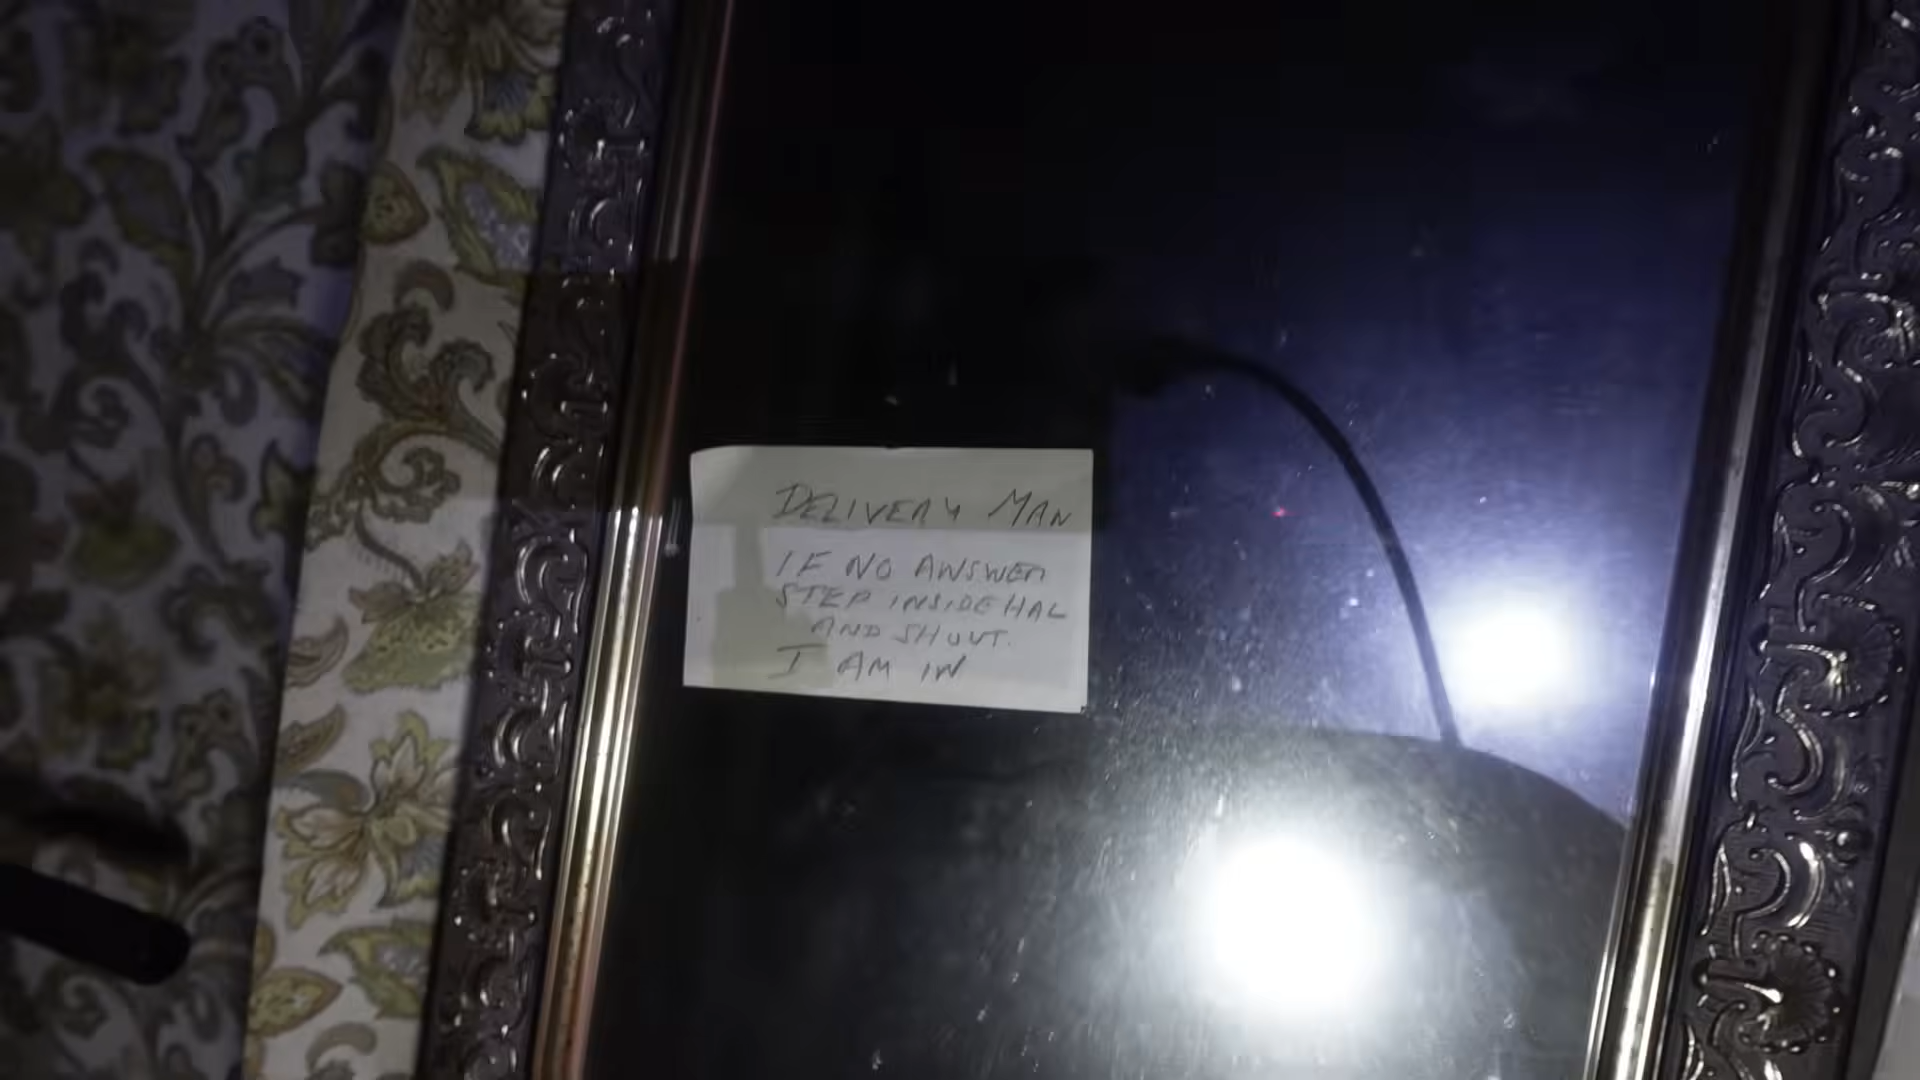 DELIVERY MAN
IF NO ANSWER
STEP INSIDE HAL
AND SHOUT.
I AM IN